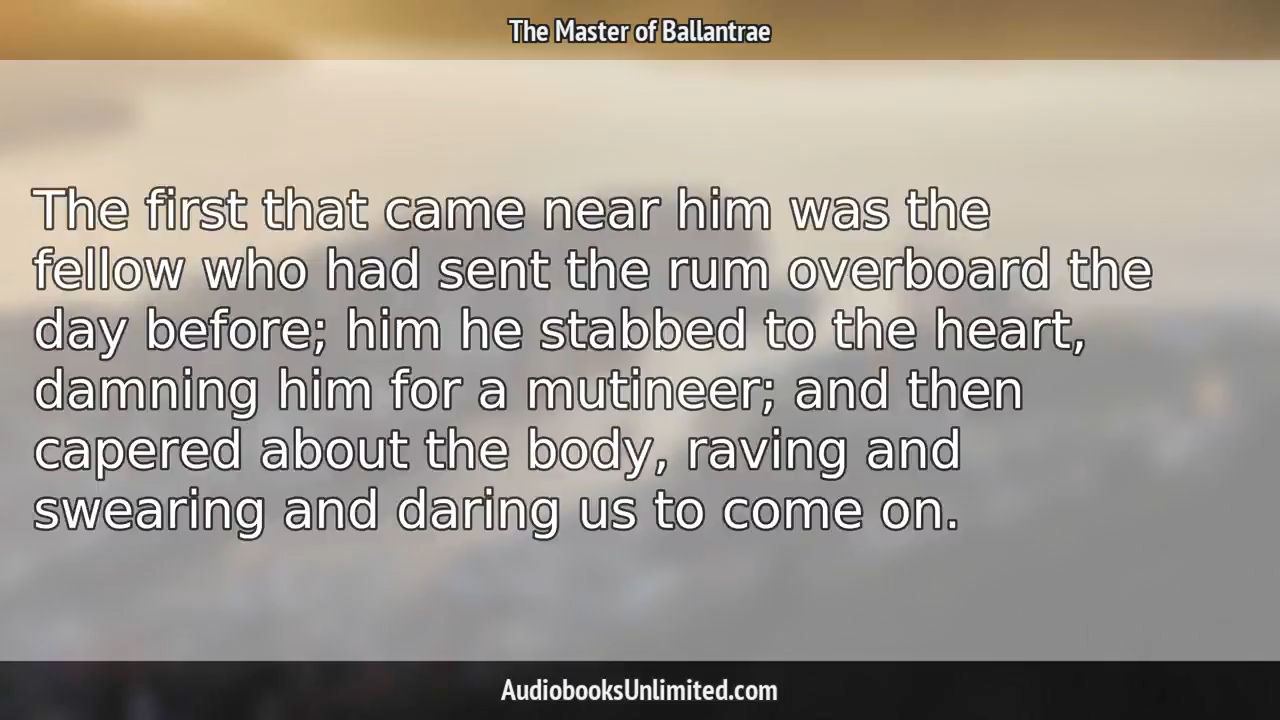 The Master of Ballantrae
The first that came near him was the
fellow who had sent the rum overboard the
day before; him he stabbed to the heart,
damning him for a mutineer; and then
capered about the body, raving and
swearing and daring us to come on.
AudiobooksUnlimited.com